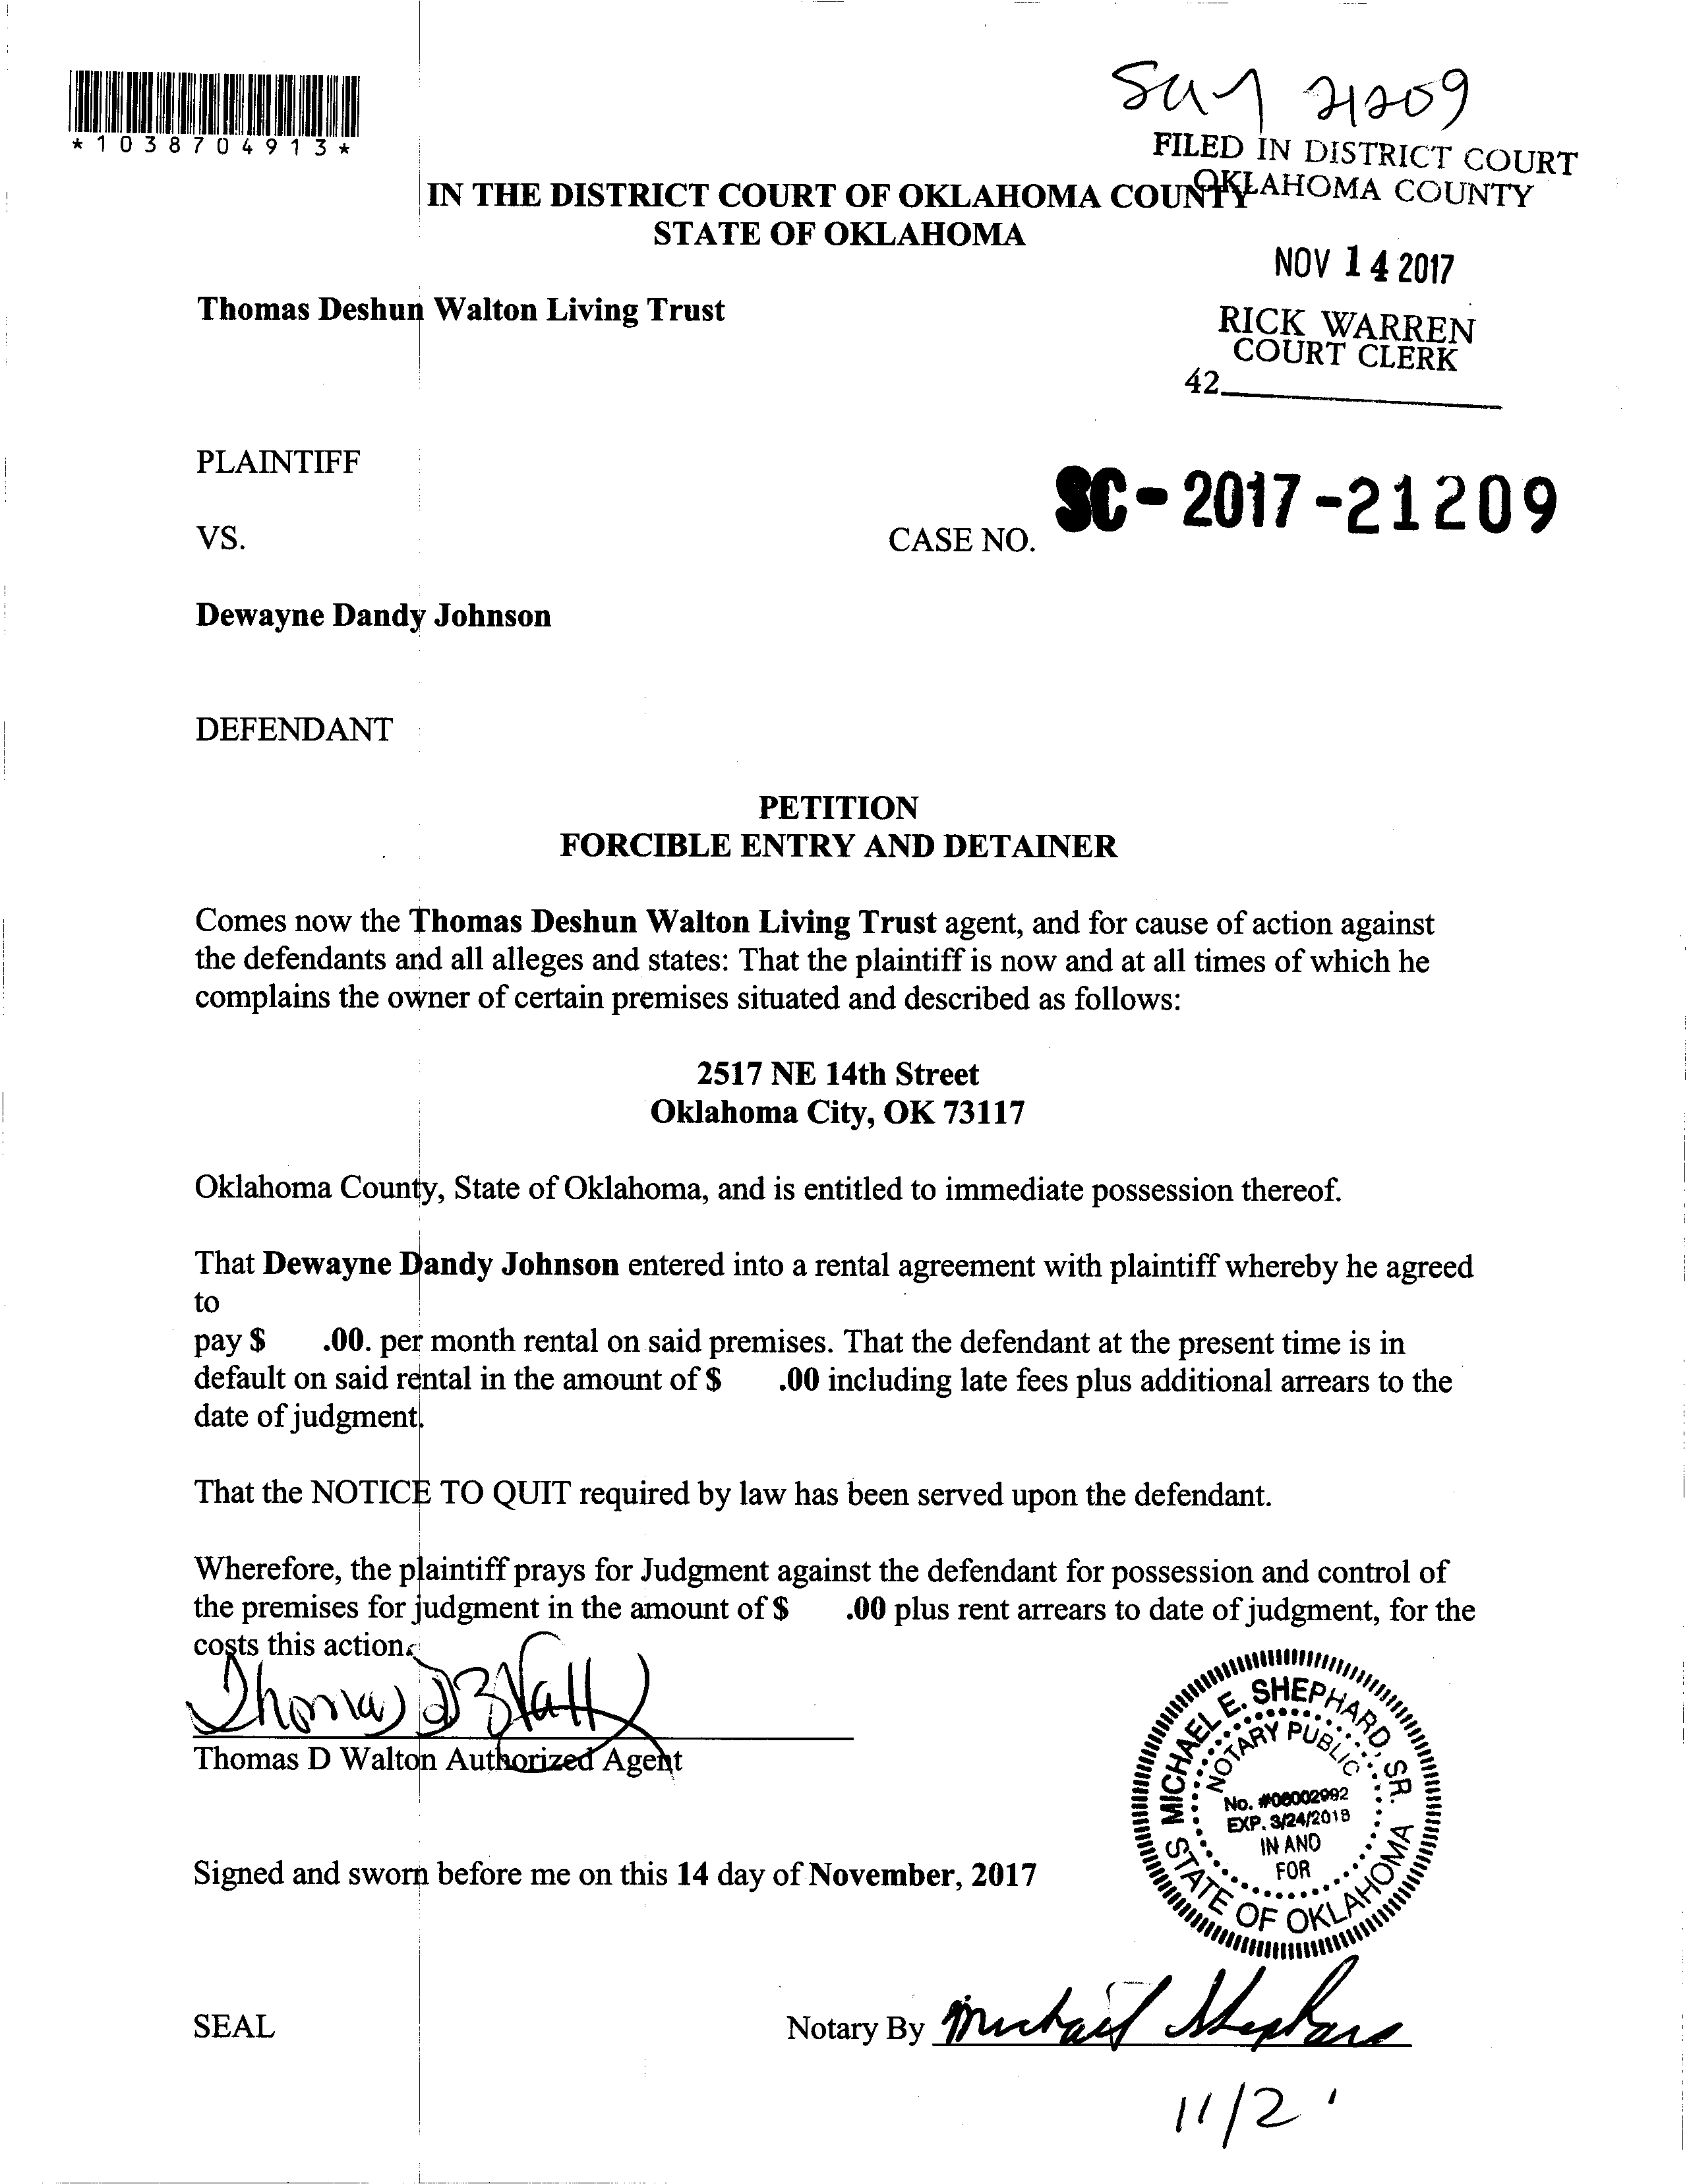 *1038704913*
21209
FILED IN DISTRICT COURT
OKLAHOMA COUNTY
IN THE DISTRICT COURT OF OKLAHOMA COUNTY
STATE OF OKLAHOMA
NOV 14 2017
Thomas Deshun Walton Living Trust
RICK WARREN
COURT CLERK
42
PLAINTIFF
SC-2017-21209
VS.
CASE NO.
Dewayne Dandy Johnson
DEFENDANT
PETITION
FORCIBLE ENTRY AND DETAINER
Comes now the Thomas Deshun Walton Living Trust agent, and for cause of action against
the defendants and all alleges and states: That the plaintiff is now and at all times of which he
complains the owner of certain premises situated and described as follows:
2517 NE 14th Street
Oklahoma City, OK 73117
Oklahoma County, State of Oklahoma, and is entitled to immediate possession thereof.
That Dewayne Dandy Johnson entered into a rental agreement with plaintiff whereby he agreed
to
pay $ .00. per month rental on said premises. That the defendant at the present time is in
default on said rental in the amount of $ .00 including late fees plus additional arrears to the
date of judgment.
That the NOTICE TO QUIT required by law has been served upon the defendant.
Wherefore, the plaintiff prays for Judgment against the defendant for possession and control of
the premises for judgment in the amount of $ .00 plus rent arrears to date of judgment, for the
costs this action.
Thomas D Walton Authorized Agent
MICHAEL E. SHEPHARD, SR.
NOTARY PUBLIC
No. #06002992
EXP. 3/24/2018
IN AND
FOR
STATE OF OKLAHOMA
Signed and sworn before me on this 14 day of November, 2017
SEAL
Notary By Michael Shephard